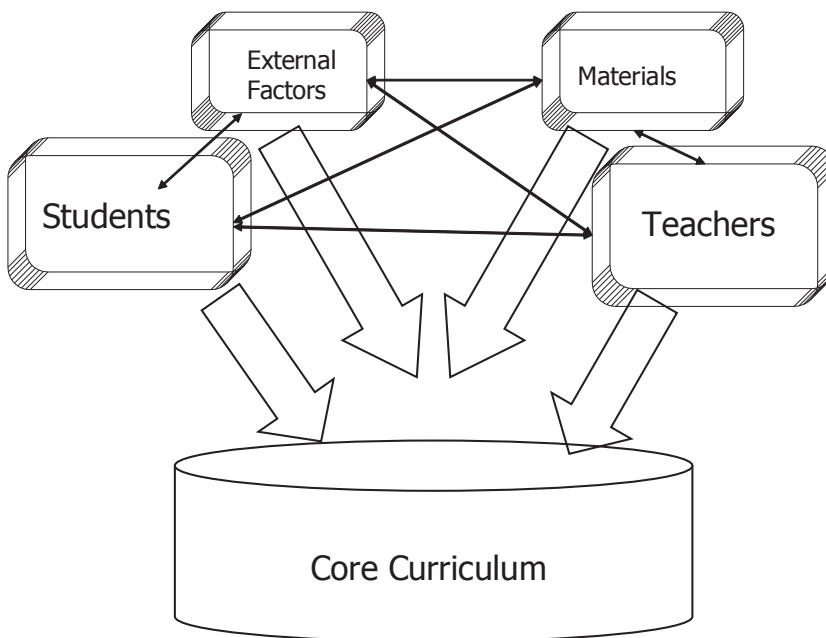 External
Factors
Materials
Students
Teachers
Core Curriculum